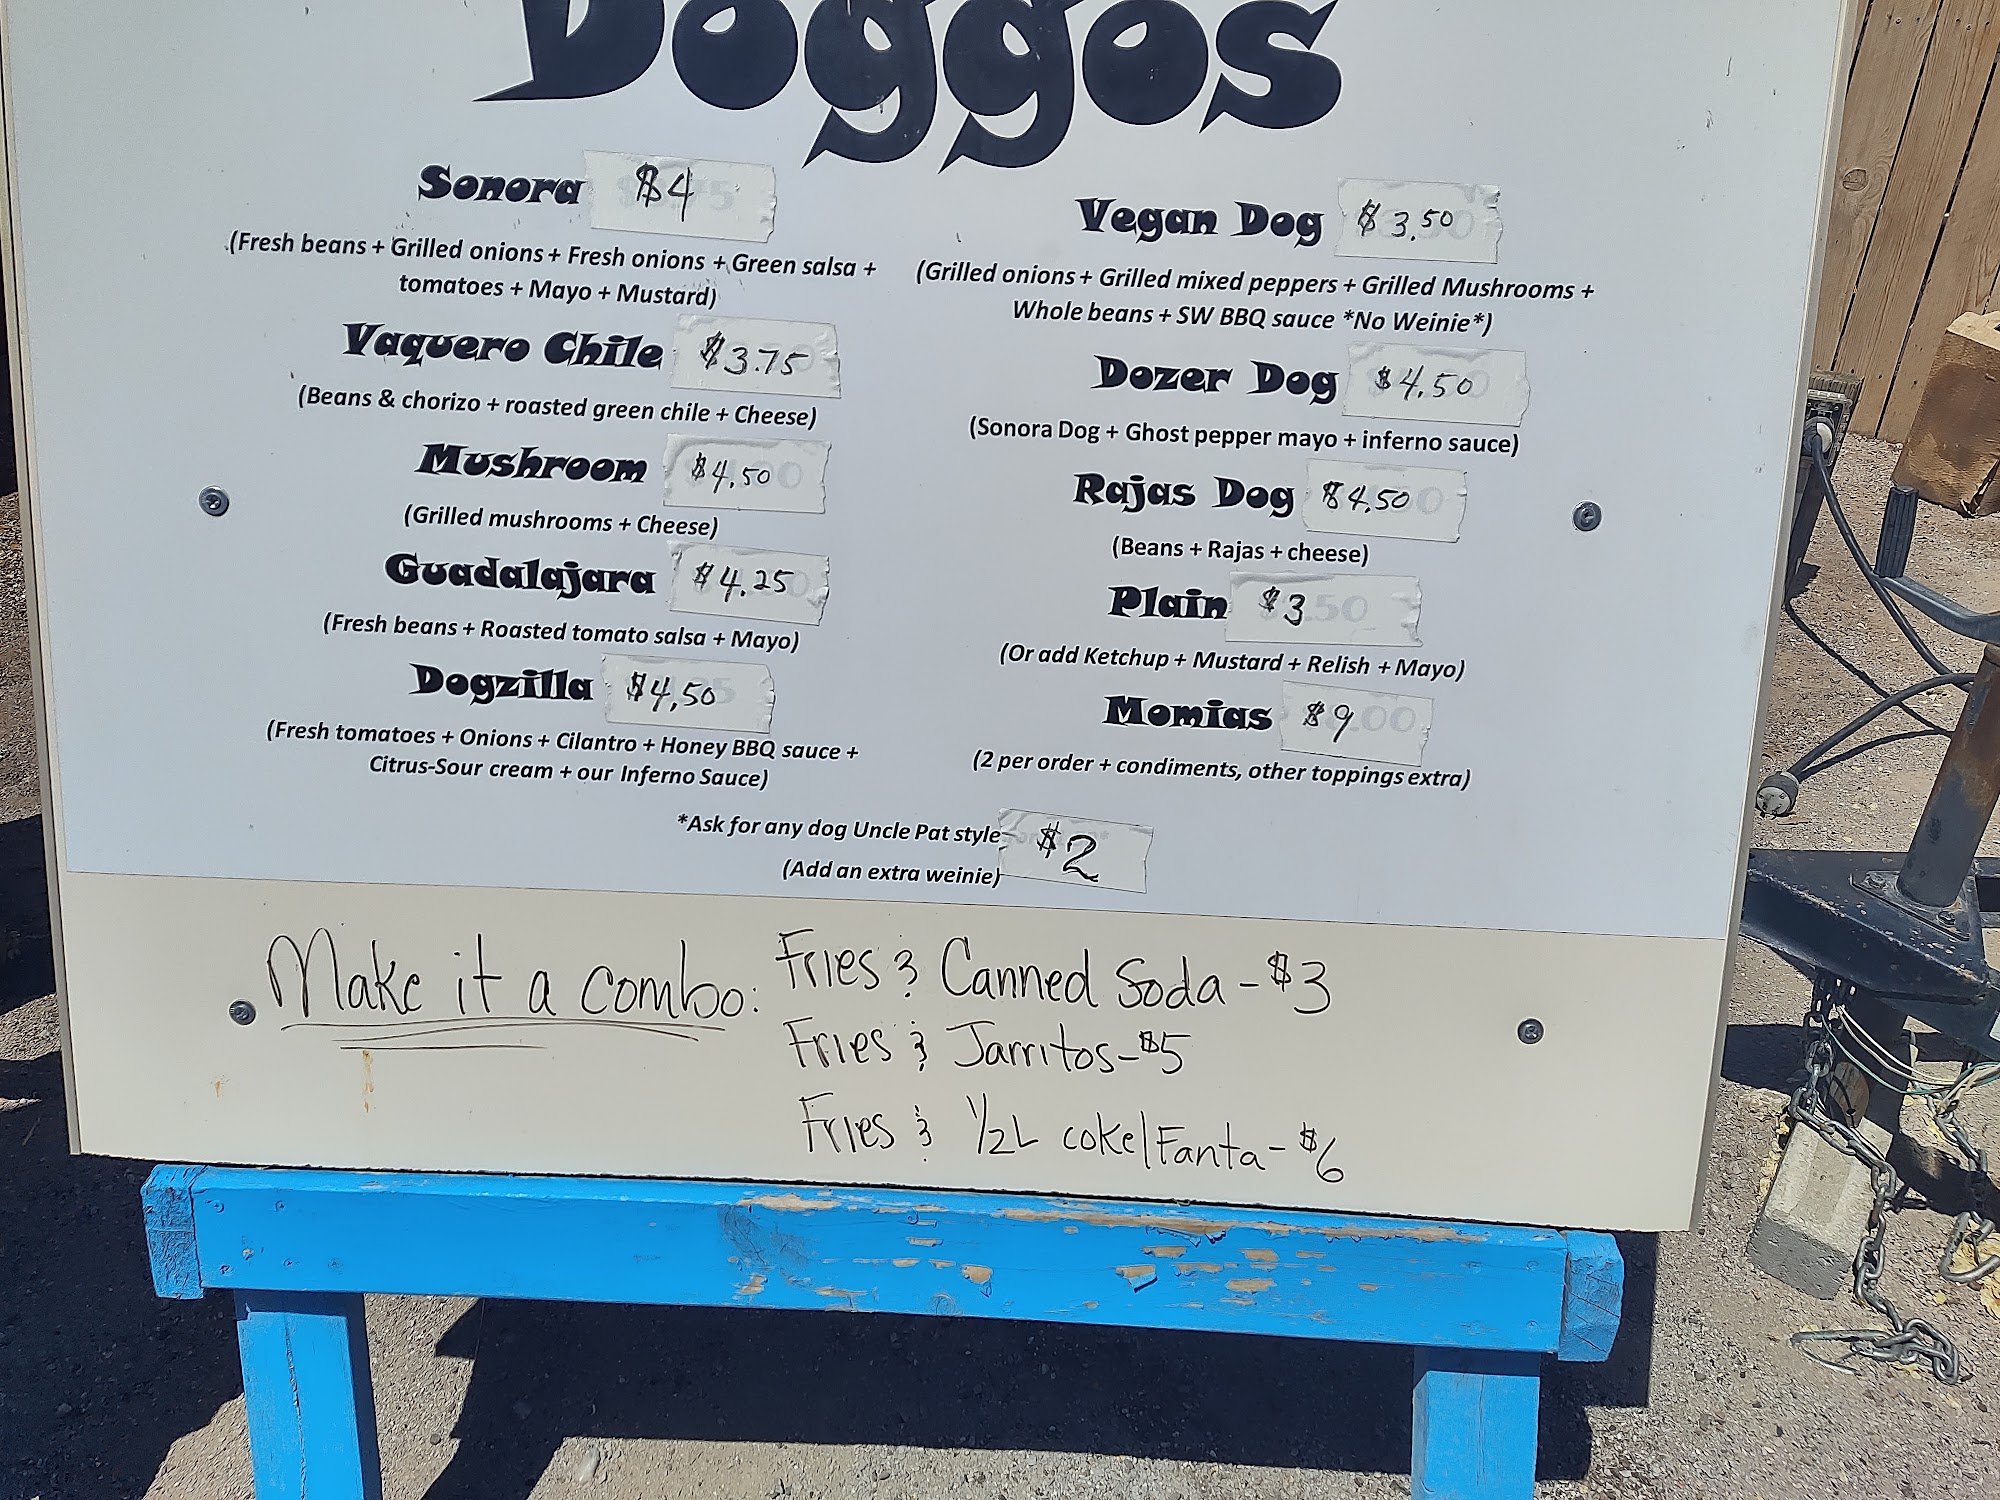 Doggos
Sonora $4
(Fresh beans + Grilled onions + Fresh onions + Green salsa +
tomatoes + Mayo + Mustard)
Vaquero Chile $3.75
(Beans & chorizo + roasted green chile + Cheese)
Mushroom $4.50
(Grilled mushrooms + Cheese)
Guadalajara $4.25
(Fresh beans + Roasted tomato salsa + Mayo)
Dogzilla $4,50
(Fresh tomatoes + Onions + Cilantro + Honey BBQ sauce +
Citrus-Sour cream + our Inferno Sauce)
Vegan Dog $3.50
(Grilled onions + Grilled mixed peppers + Grilled Mushrooms +
Whole beans + SW BBQ sauce *No Weinie*)
Dozer Dog $4.50
(Sonora Dog + Ghost pepper mayo + inferno sauce)
Rajas Dog $4.50
(Beans + Rajas + cheese)
Plain $3
(Or add Ketchup + Mustard + Relish + Mayo)
Momias $9
(2 per order + condiments, other toppings extra)
*Ask for any dog Uncle Pat style $2
(Add an extra weinie)
Make it a combo: Fries & Canned Soda - $3
Fries & Jarritos - $5
Fries & 1/2L coke/Fanta - $6